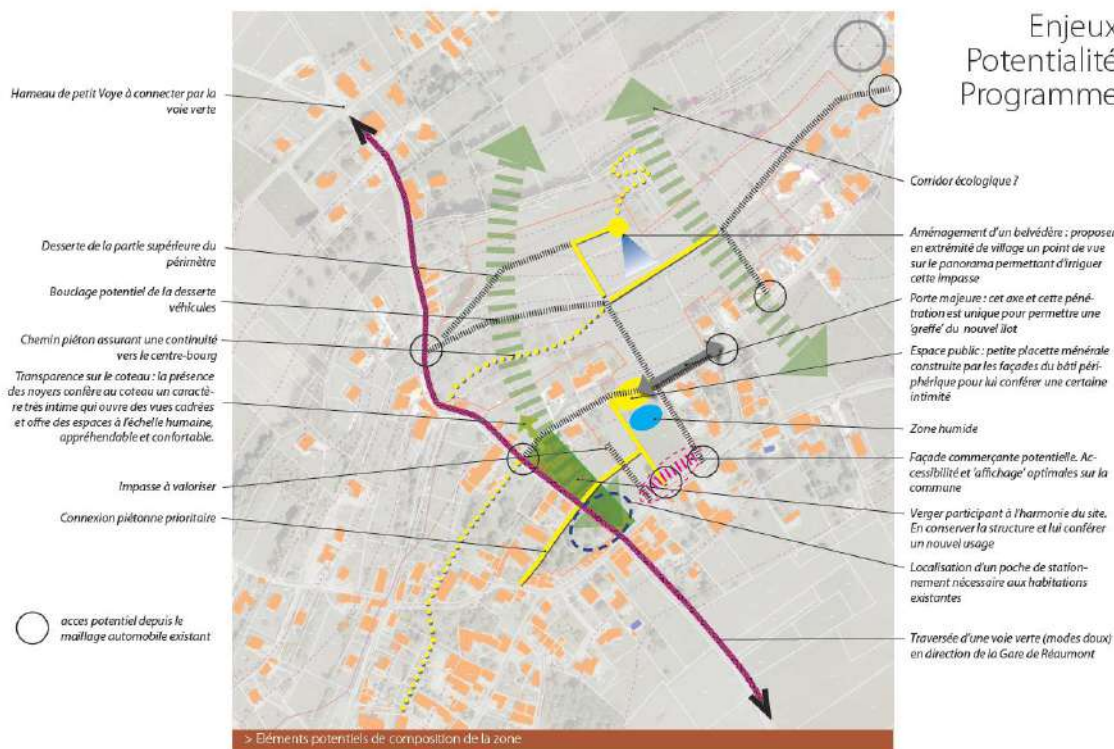 Enjeux
Potentialité
Programme
Hameau de petit Voye à connecter par la
voie verte
Desserte de la partie supérieure du
périmètre
Bouclage potentiel de la desserte
véhicules
Chemin piéton assurant une continuité
vers le centre-bourg
Transparence sur le coteau : la présence
des noyers confère au coteau un caractè-
re très intime qui ouvre des vues cadrées
et offre des espaces à l'échelle humaine,
appréhendable et confortable.
Impasse à valoriser
Connexion piétonne prioritaire
acces potentiel depuis le
maillage automobile existant
Corridor écologique ?
Aménagement d'un belvédère : proposer
en extrémité de village un point de vue
sur le panorama permettant d'irriguer
cette impasse
Porte majeure : cet axe et cette péné-
tration est unique pour permettre une
'greffe' du nouvel îlot
Espace public : petite placette ménérale
construite par les façades du bâti péri-
phérique pour lui conférer une certaine
intimité
Zone humide
Façade commerçante potentielle. Ac-
cessibilité et 'affichage' optimales sur la
commune
Verger participant à l'harmonie du site.
En conserver la structure et lui conférer
un nouvel usage
Localisation d'un poche de station-
nement nécessaire aux habitations
existantes
Traversée d'une voie verte (modes doux)
en direction de la Gare de Réaumont
> Eléments potentiels de composition de la zone